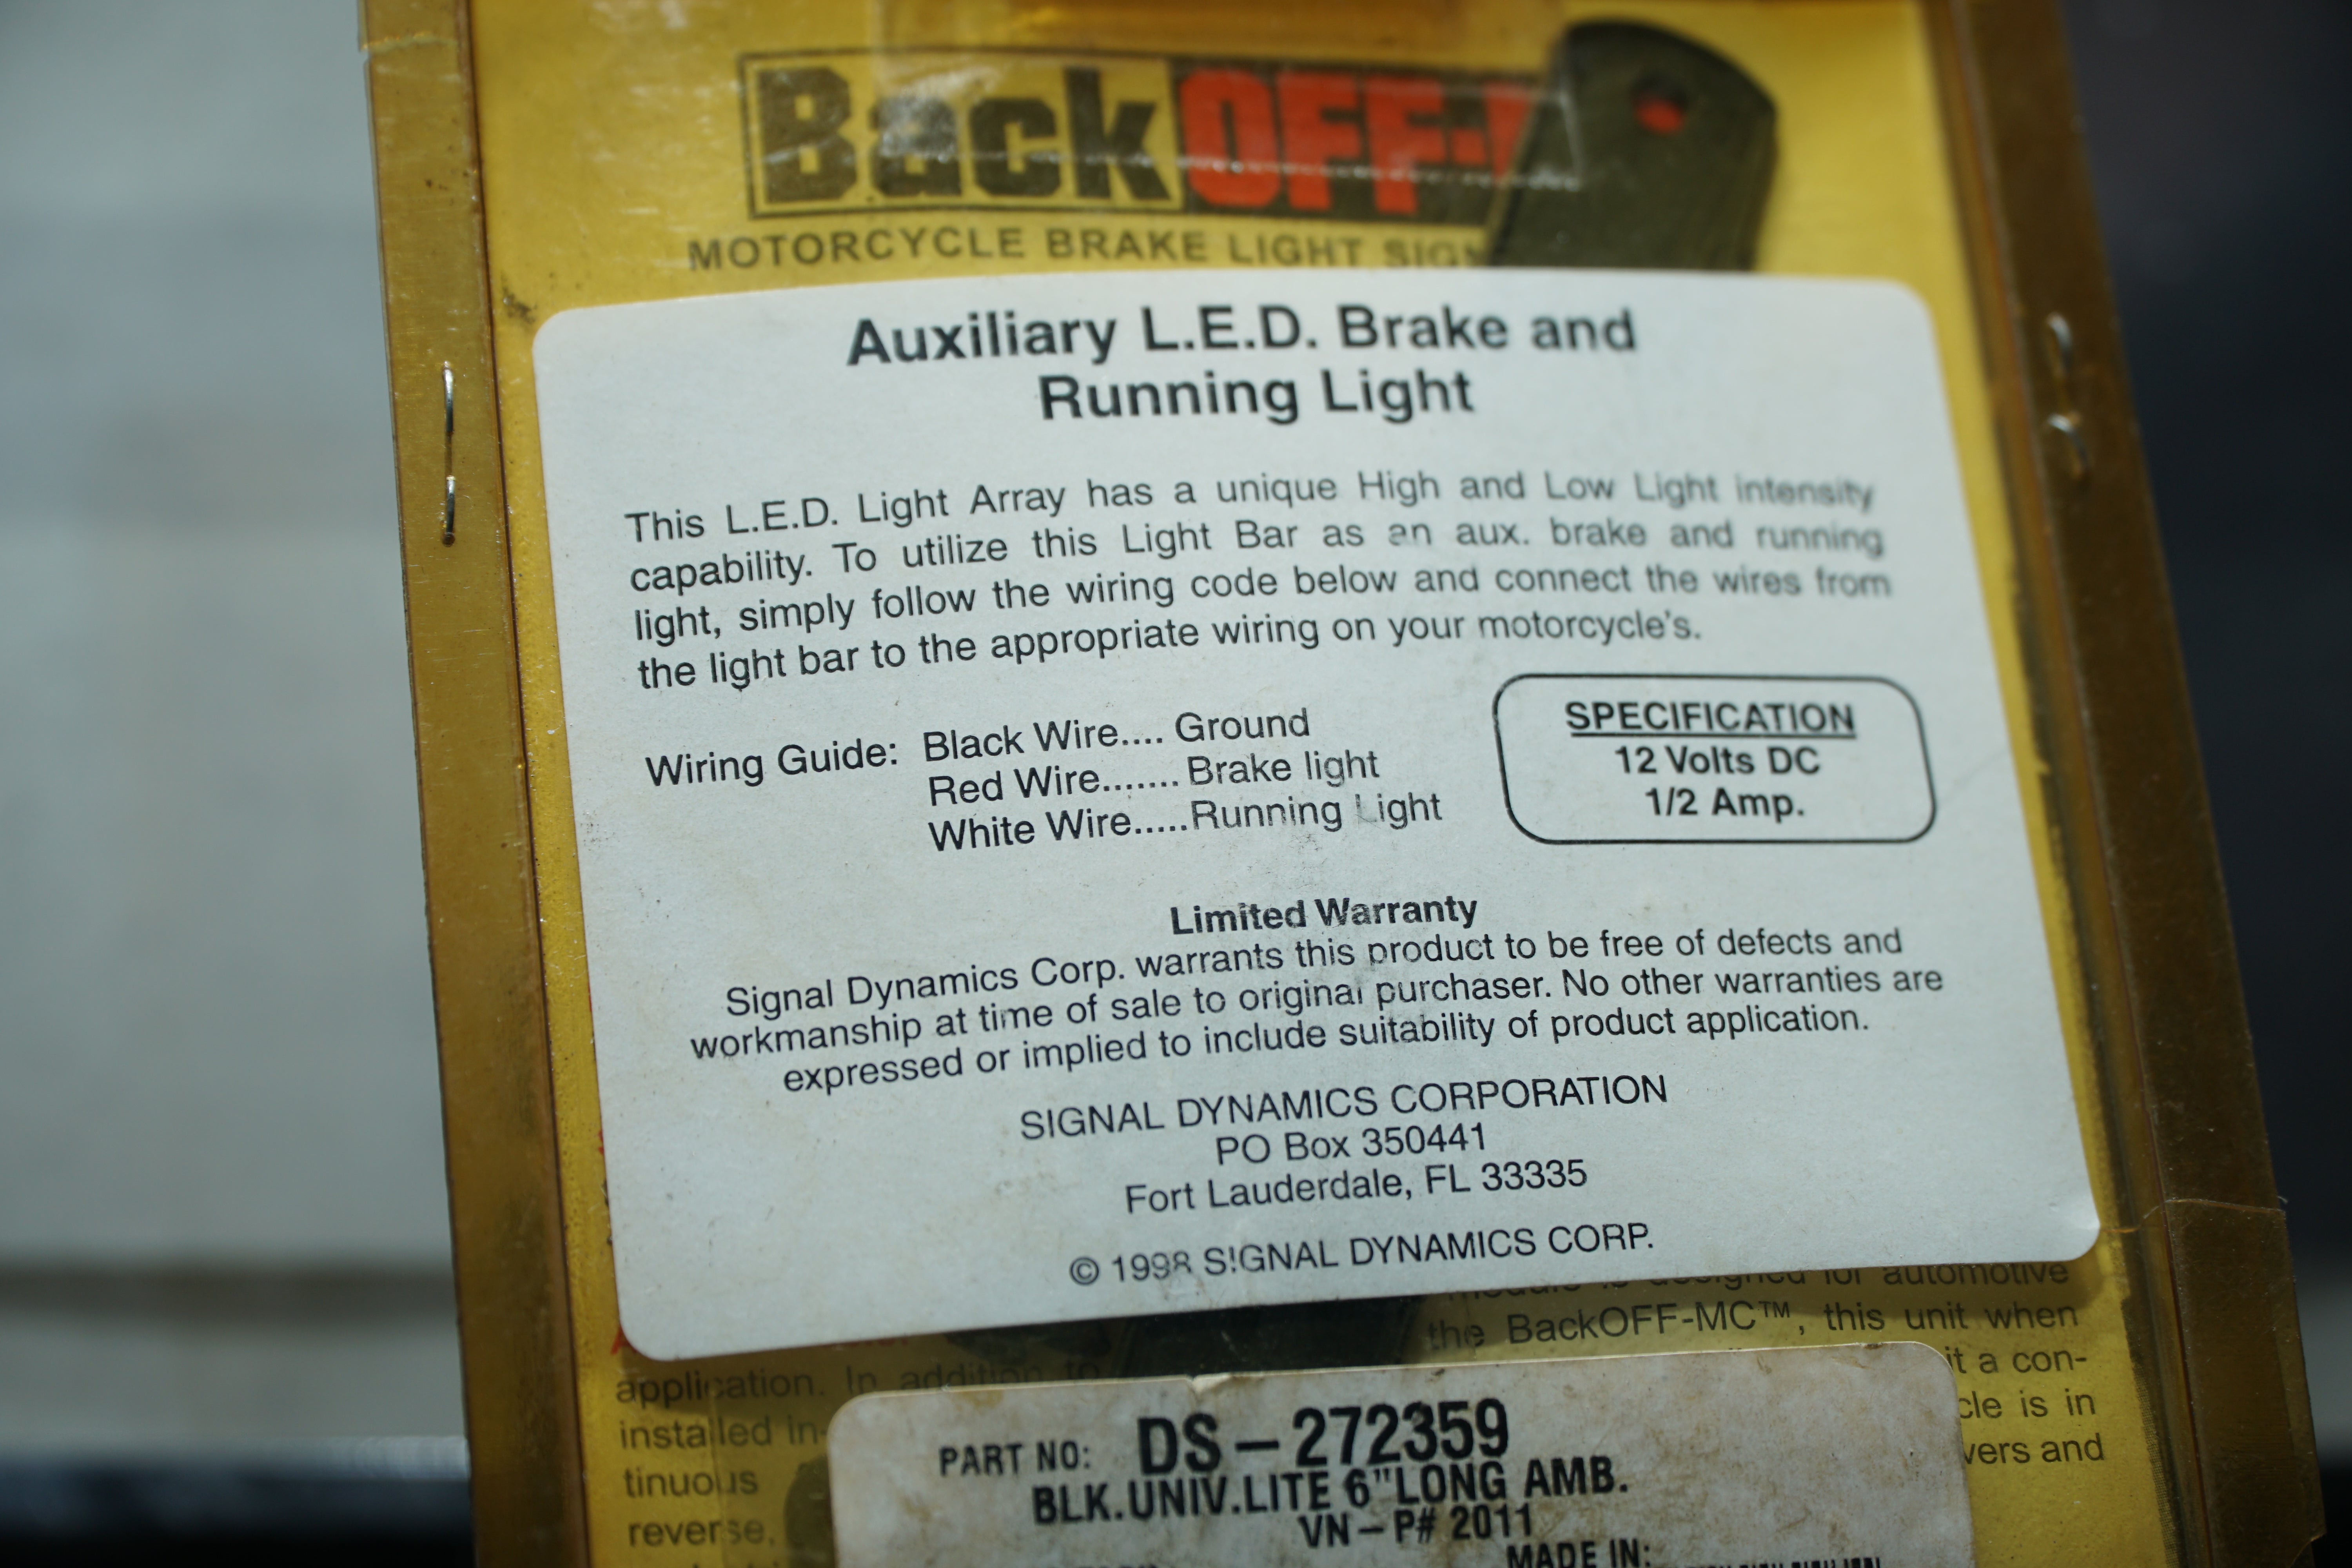 BackOFF-
MOTORCYCLE BRAKE LIGHT
Auxiliary L.E.D. Brake and
Running Light
This L.E.D. Light Array has a unique High and Low Light intensity
capability. To utilize this Light Bar as an aux. brake and running
light, simply follow the wiring code below and connect the wires from
the light bar to the appropriate wiring on your motorcycle's.
Wiring Guide: Black Wire.... Ground
Red Wire....... Brake light
White Wire.....Running Light
SPECIFICATION
12 Volts DC
1/2 Amp.
Limited Warranty
Signal Dynamics Corp. warrants this product to be free of defects and
workmanship at time of sale to original purchaser. No other warranties are
expressed or implied to include suitability of product application.
SIGNAL DYNAMICS CORPORATION
PO Box 350441
Fort Lauderdale, FL 33335
© 1998 SIGNAL DYNAMICS CORP.
designed for automotive
the BackOFF-MC™, this unit when
it a con-
cle is in
vers and
application. In addition to
installed in-
tinuous
reverse,
PART NO: DS-272359
BLK.UNIV.LITE 6"LONG AMB.
VN-P# 2011
MADE IN: